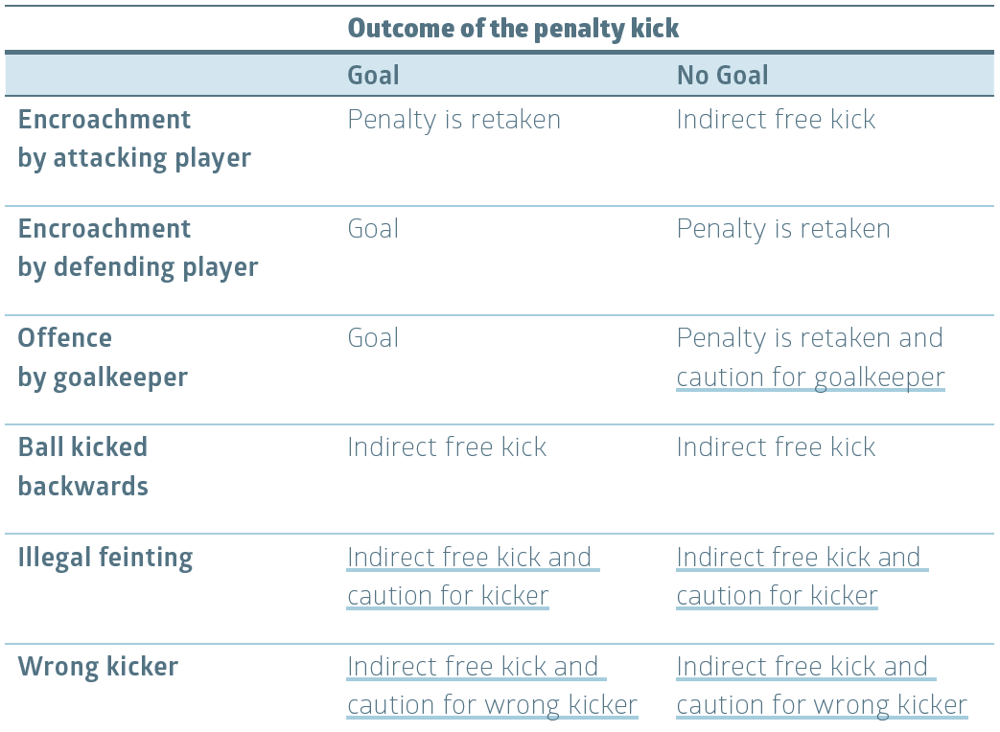 Outcome of the penalty kick
Goal No Goal
Encroachment Penalty is retaken Indirect free kick
by attacking player
Encroachment Goal Penalty is retaken
by defending player
Offence Goal Penalty is retaken and
by goalkeeper caution for goalkeeper
Ball kicked Indirect free kick Indirect free kick
backwards
Illegal feinting Indirect free kick and Indirect free kick and
caution for kicker caution for kicker
Wrong kicker Indirect free kick and Indirect free kick and
caution for wrong kicker caution for wrong kicker